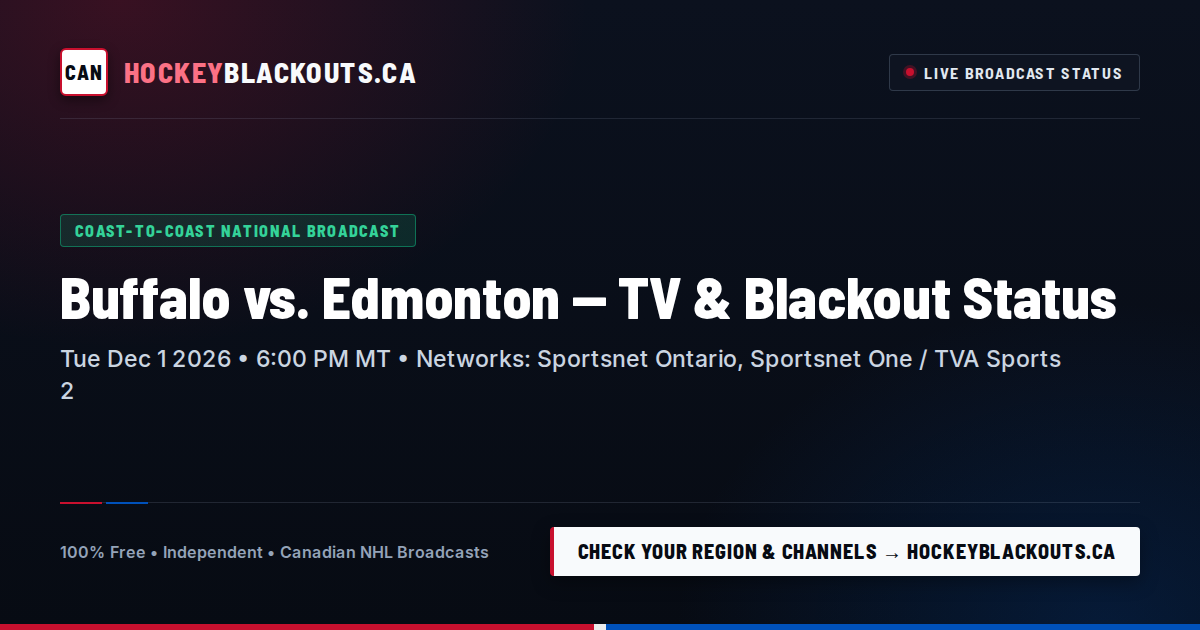 CAN
HOCKEYBLACKOUTS.CA
LIVE BROADCAST STATUS
COAST-TO-COAST NATIONAL BROADCAST
Buffalo vs. Edmonton — TV & Blackout Status
Tue Dec 1 2026 • 6:00 PM MT • Networks: Sportsnet Ontario, Sportsnet One / TVA Sports
2
100% Free • Independent • Canadian NHL Broadcasts
CHECK YOUR REGION & CHANNELS → HOCKEYBLACKOUTS.CA